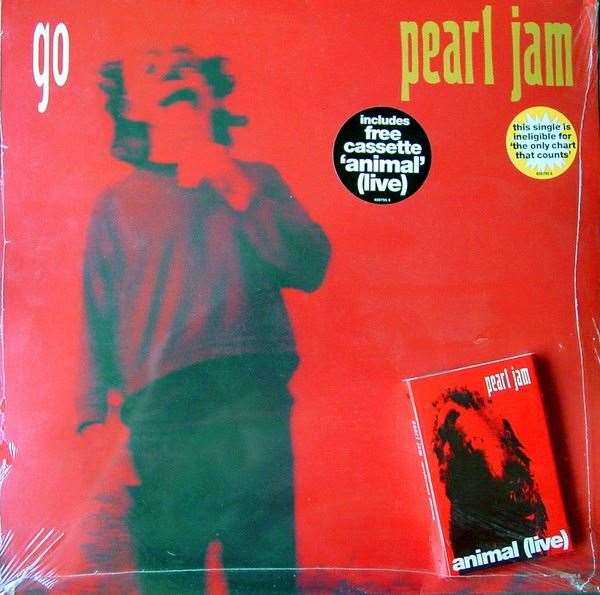 go
pearl jam
includes
free
cassette
'animal'
(live)
this single is
ineligible for
'the only chart
that counts'
pearl jam
animal (live)